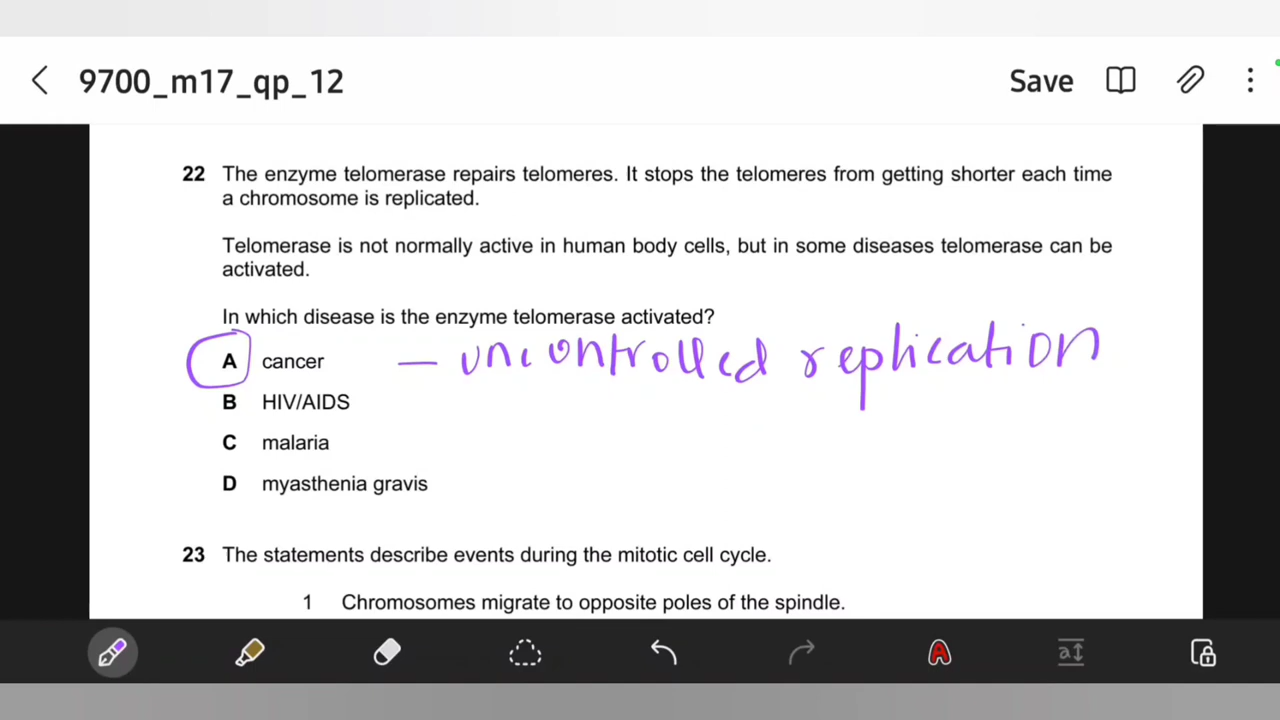 9700_m17_qp_12
Save
22 The enzyme telomerase repairs telomeres. It stops the telomeres from getting shorter each time
a chromosome is replicated.
Telomerase is not normally active in human body cells, but in some diseases telomerase can be
activated.
In which disease is the enzyme telomerase activated?
A cancer — uncontrolled replication
B HIV/AIDS
C malaria
D myasthenia gravis
23 The statements describe events during the mitotic cell cycle.
1 Chromosomes migrate to opposite poles of the spindle.
A a